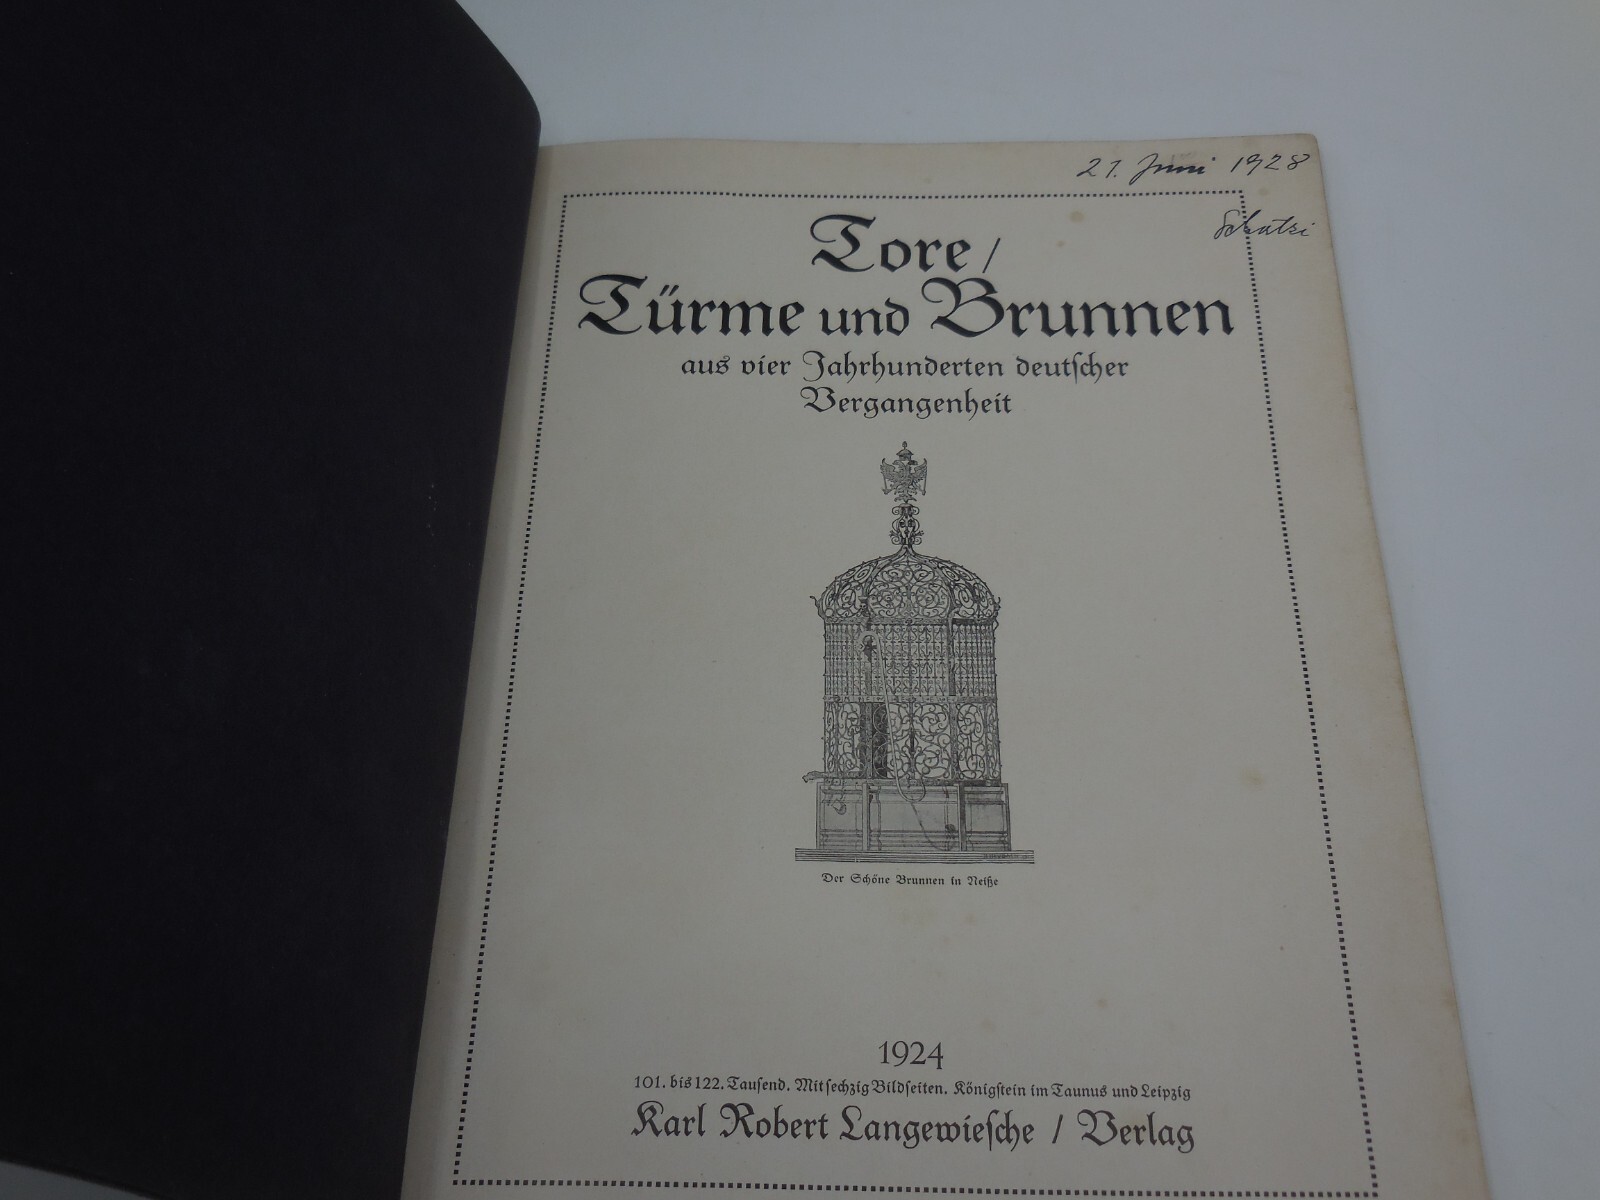 21. Juni 1928
Schatzi
Tore /
Türme und Brunnen
aus vier Jahrhunderten deutſcher
Vergangenheit
Der Schöne Brunnen in Neiße
1924
101. bis 122. Tauſend. Mit ſechzig Bildſeiten. Königſtein im Taunus und Leipzig
Karl Robert Langewieſche / Verlag